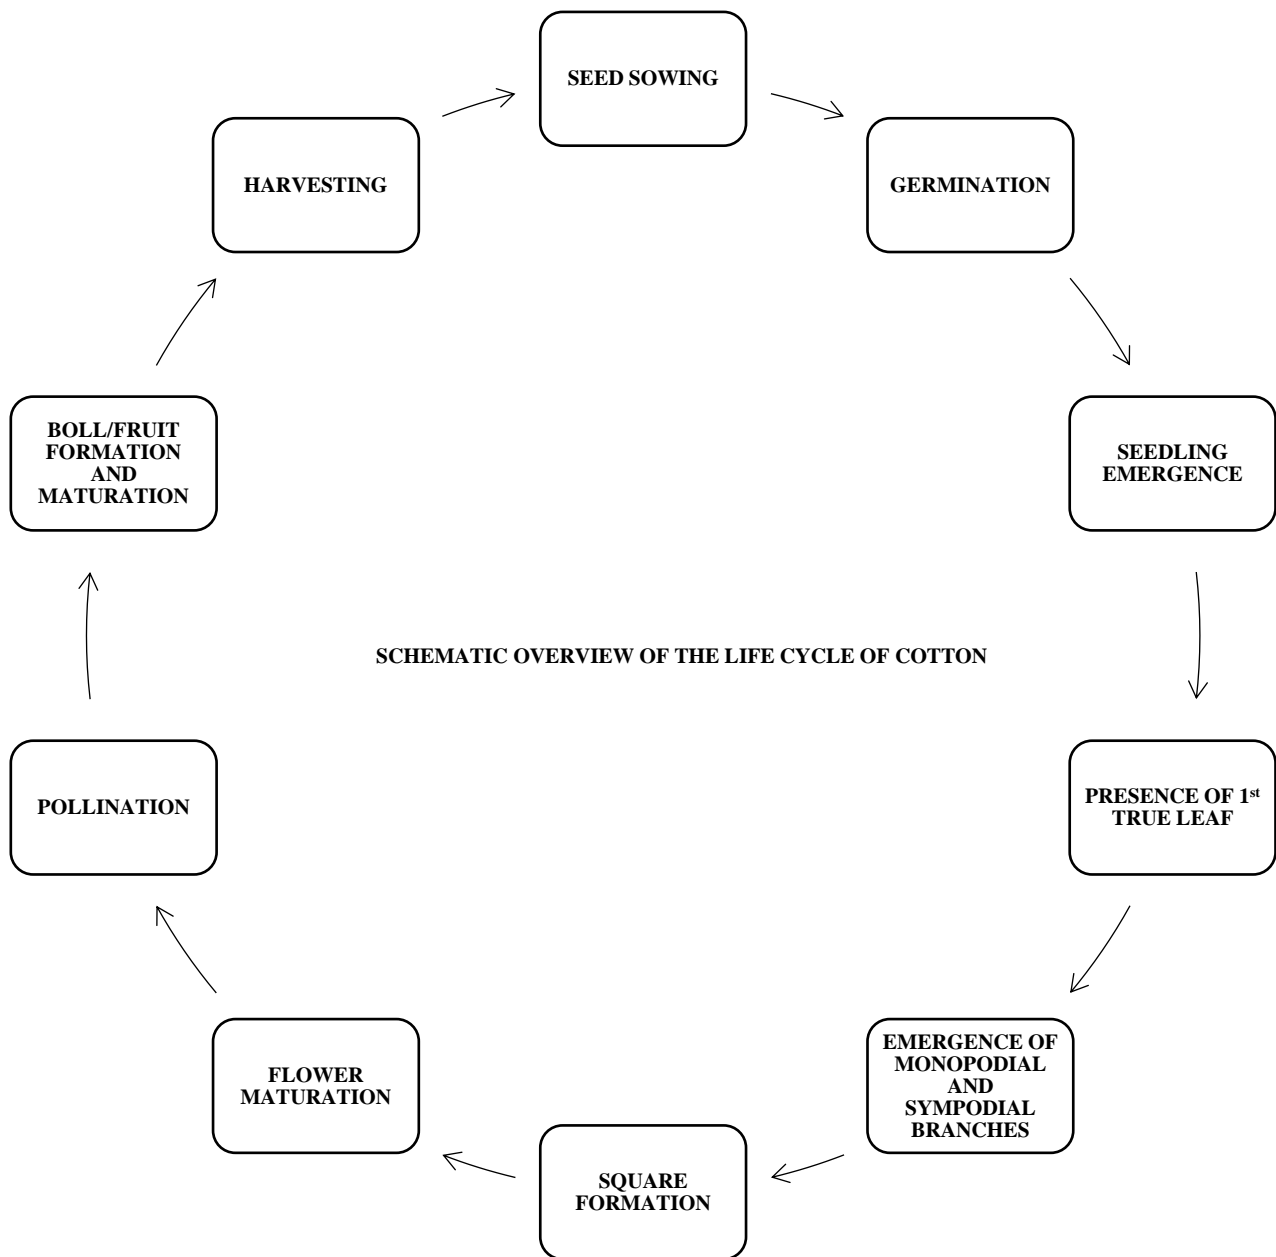 SEED SOWING
GERMINATION
SEEDLING
EMERGENCE
PRESENCE OF 1st
TRUE LEAF
EMERGENCE OF
MONOPODIAL
AND
SYMPODIAL
BRANCHES
SQUARE
FORMATION
FLOWER
MATURATION
POLLINATION
BOLL/FRUIT
FORMATION
AND
MATURATION
HARVESTING
SCHEMATIC OVERVIEW OF THE LIFE CYCLE OF COTTON